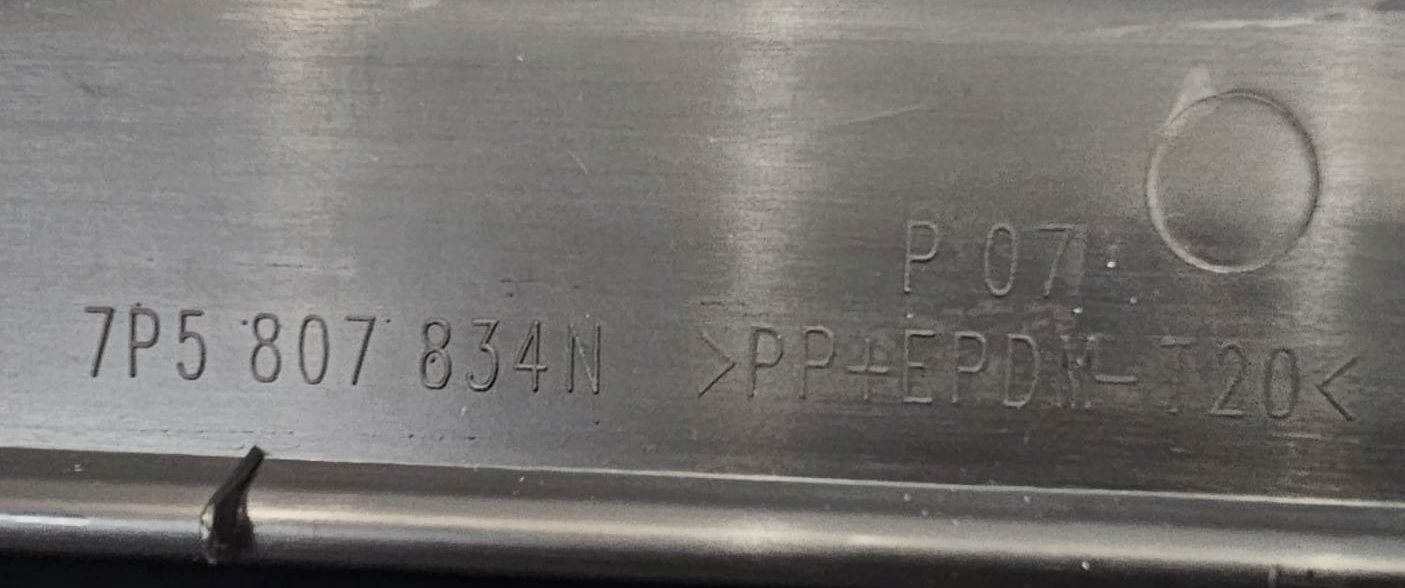 P 07
7P5 807 834N >PP+EPDM-T20<